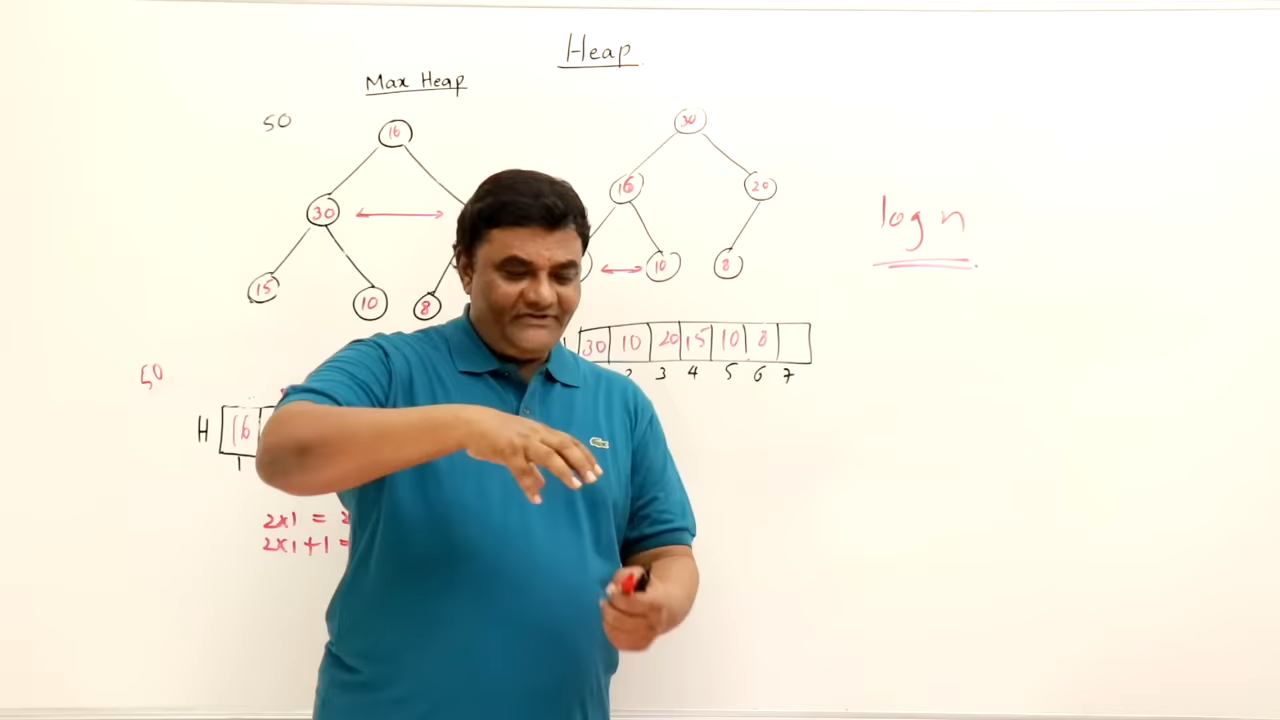 Heap
Max Heap
50
16
30
15
10
8
30
16
20
10
8
log n
30 10 20 15 10 8
3 4 5 6 7
50
H 16
1
2x1 =
2x1+1 =